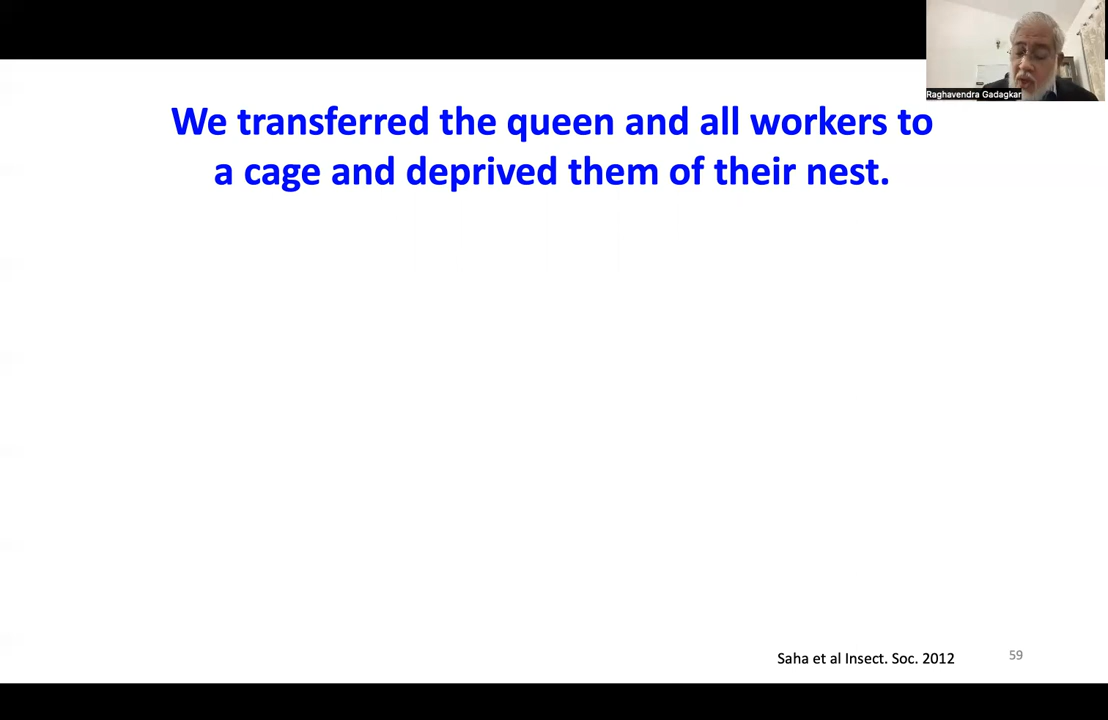 Raghavendra Gadagkar
We transferred the queen and all workers to
a cage and deprived them of their nest.
Saha et al Insect. Soc. 2012
59